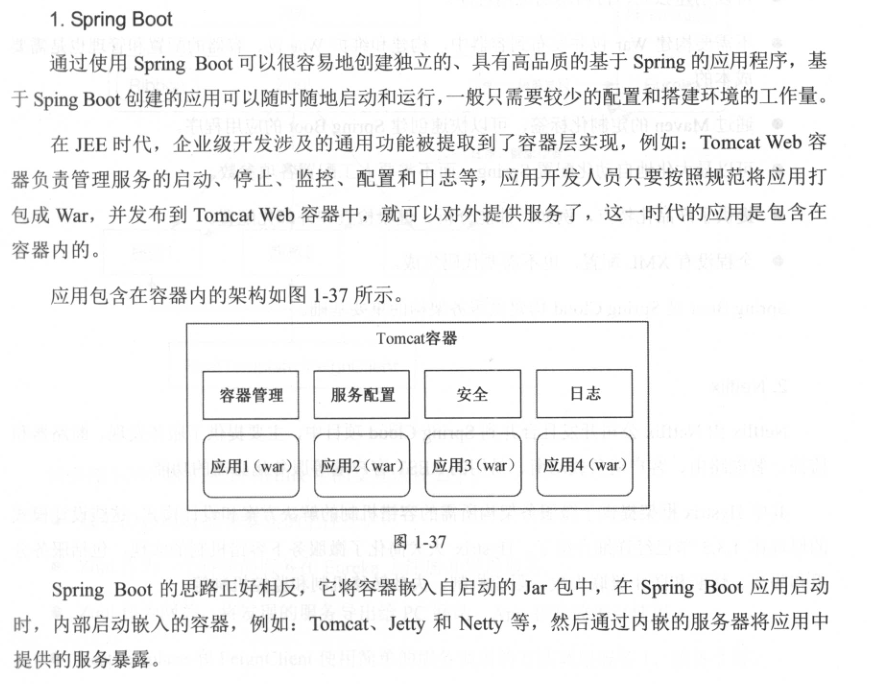 1. Spring Boot
通过使用 Spring Boot 可以很容易地创建独立的、具有高品质的基于 Spring 的应用程序，基
于 Sping Boot 创建的应用可以随时随地启动和运行，一般只需要较少的配置和搭建环境的工作量。
在 JEE 时代，企业级开发涉及的通用功能被提取到了容器层实现，例如：Tomcat Web 容
器负责管理服务的启动、停止、监控、配置和日志等，应用开发人员只要按照规范将应用打
包成 War，并发布到 Tomcat Web 容器中，就可以对外提供服务了，这一时代的应用是包含在
容器内的。
应用包含在容器内的架构如图 1-37 所示。
Tomcat容器
容器管理 服务配置 安全 日志
应用1（war） 应用2（war） 应用3（war） 应用4（war）
图 1-37
Spring Boot 的思路正好相反，它将容器嵌入自启动的 Jar 包中，在 Spring Boot 应用启动
时，内部启动嵌入的容器，例如：Tomcat、Jetty 和 Netty 等，然后通过内嵌的服务器将应用中
提供的服务暴露。